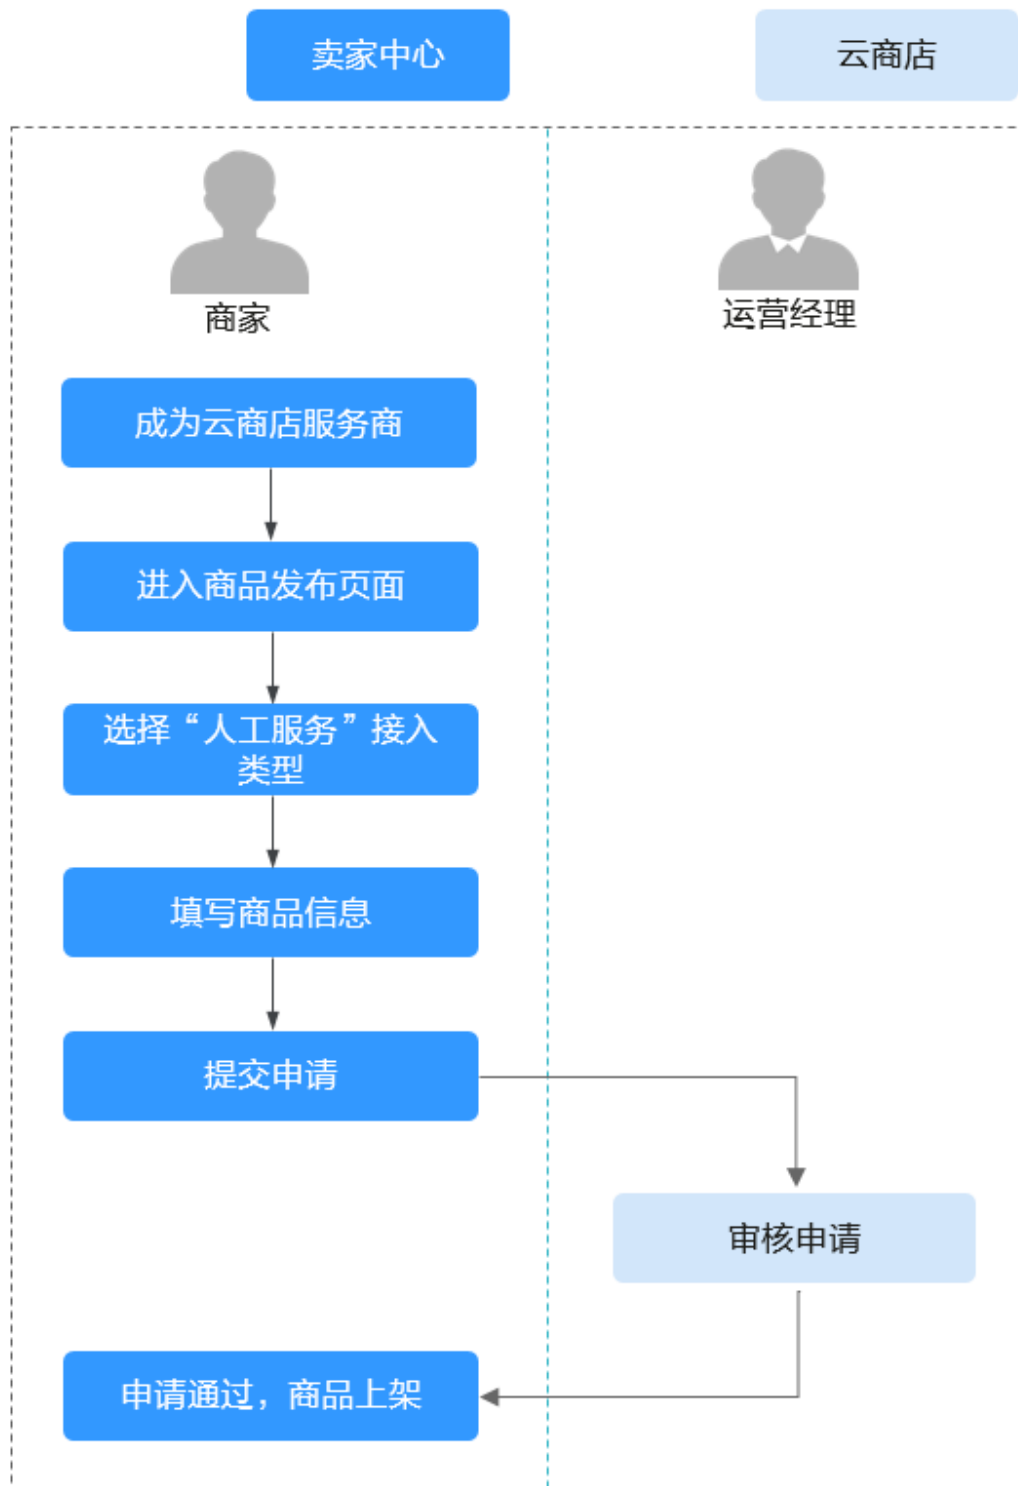 卖家中心
云商店
商家
运营经理
成为云商店服务商
进入商品发布页面
选择“人工服务”接入
类型
填写商品信息
提交申请
审核申请
申请通过，商品上架